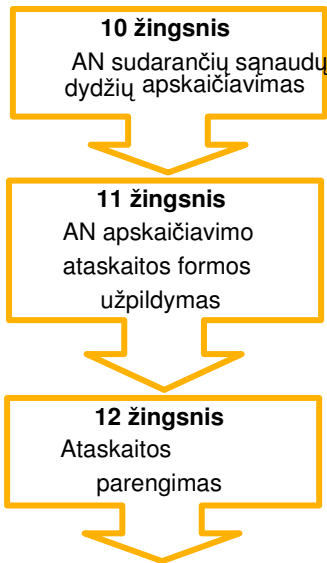 10 žingsnis
AN sudarančių sąnaudų
dydžių apskaičiavimas
11 žingsnis
AN apskaičiavimo
ataskaitos formos
užpildymas
12 žingsnis
Ataskaitos
parengimas